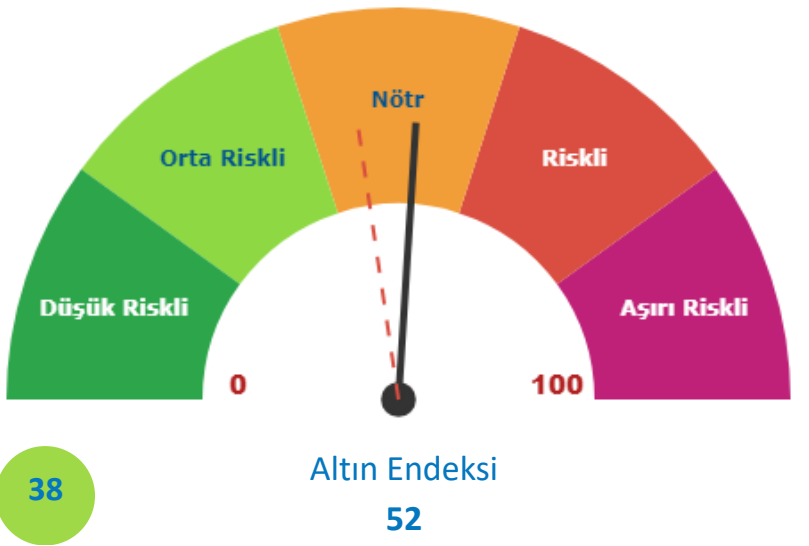 Nötr
Orta Riskli
Riskli
Düşük Riskli
Aşırı Riskli
0
100
38
Altın Endeksi
52